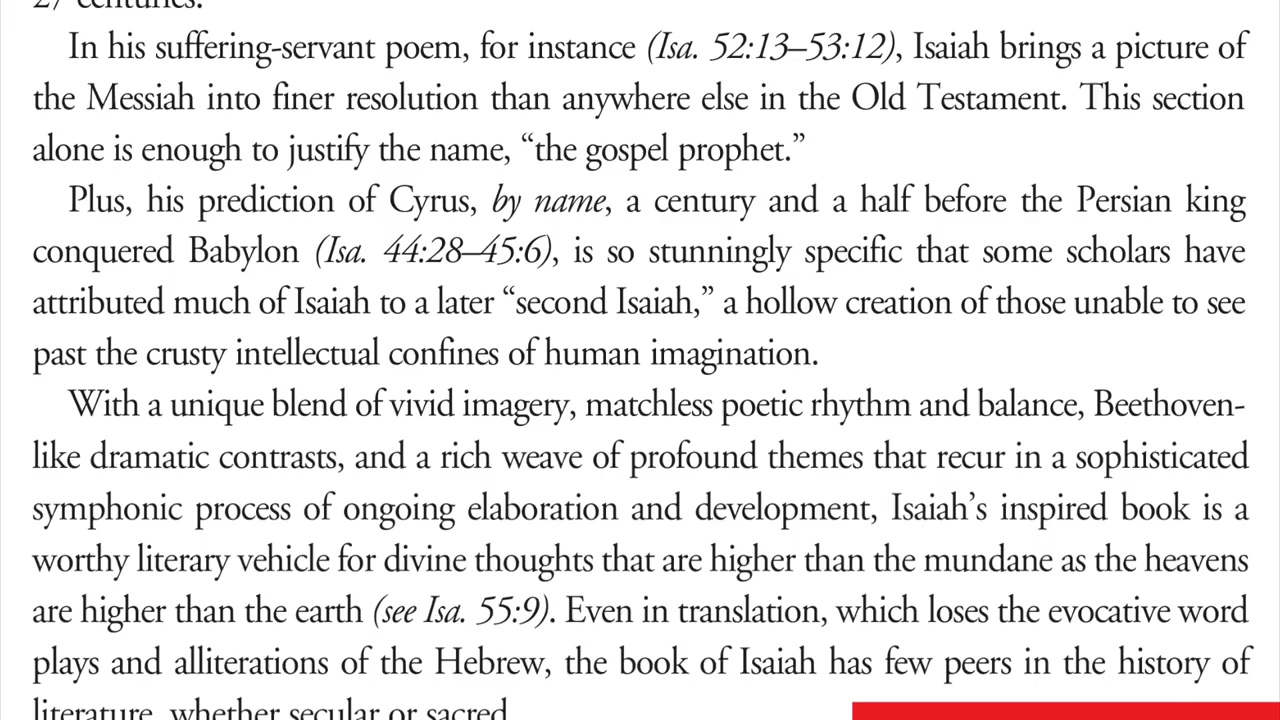 27 centuries.
In his suffering-servant poem, for instance (Isa. 52:13–53:12), Isaiah brings a picture of
the Messiah into finer resolution than anywhere else in the Old Testament. This section
alone is enough to justify the name, “the gospel prophet.”
Plus, his prediction of Cyrus, by name, a century and a half before the Persian king
conquered Babylon (Isa. 44:28–45:6), is so stunningly specific that some scholars have
attributed much of Isaiah to a later “second Isaiah,” a hollow creation of those unable to see
past the crusty intellectual confines of human imagination.
With a unique blend of vivid imagery, matchless poetic rhythm and balance, Beethoven-
like dramatic contrasts, and a rich weave of profound themes that recur in a sophisticated
symphonic process of ongoing elaboration and development, Isaiah’s inspired book is a
worthy literary vehicle for divine thoughts that are higher than the mundane as the heavens
are higher than the earth (see Isa. 55:9). Even in translation, which loses the evocative word
plays and alliterations of the Hebrew, the book of Isaiah has few peers in the history of
literature, whether secular or sacred.